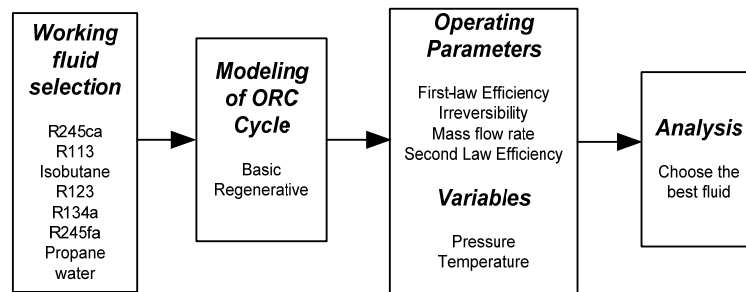 Working
fluid
selection
R245ca
R113
Isobutane
R123
R134a
R245fa
Propane
water
Modeling
of ORC
Cycle
Basic
Regenerative
Operating
Parameters
First-law Efficiency
Irreversibility
Mass flow rate
Second Law Efficiency
Variables
Pressure
Temperature
Analysis
Choose the
best fluid